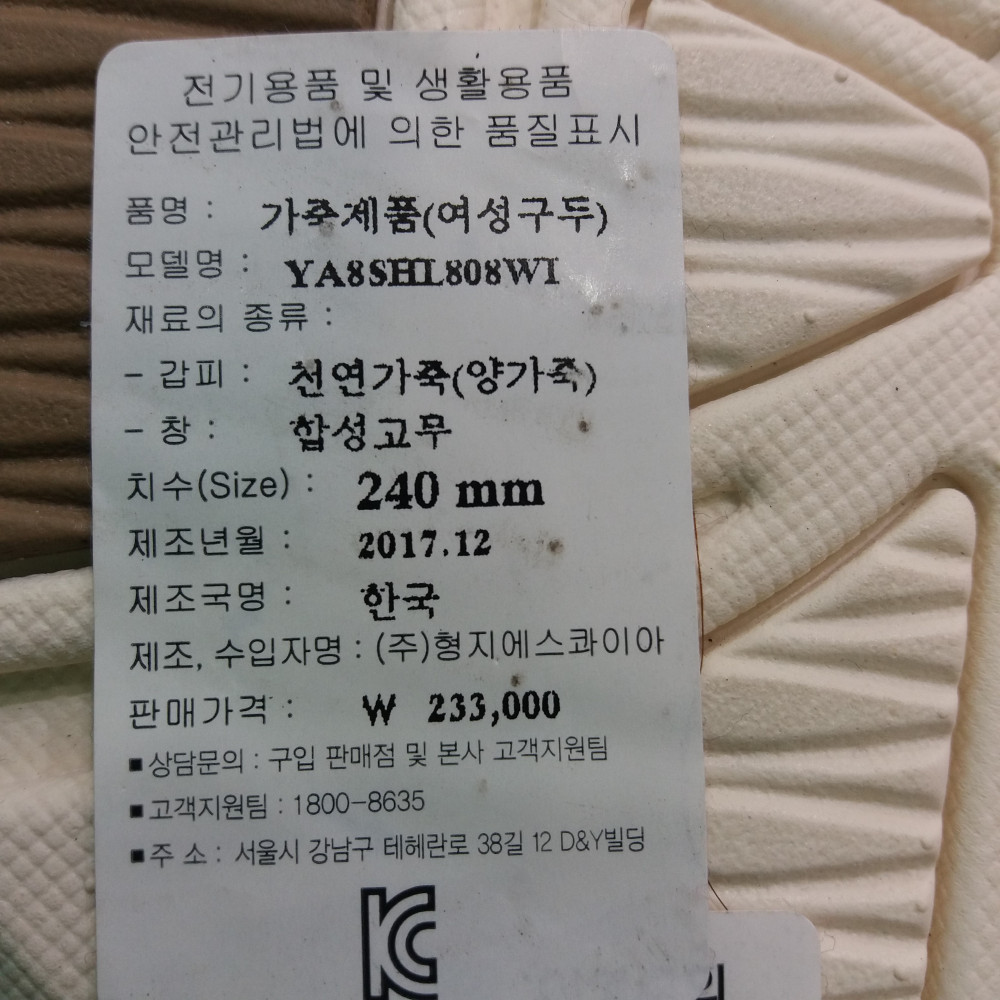 전기용품 및 생활용품
안전관리법에 의한 품질표시
품명 : 가죽제품(여성구두)
모델명 : YA8SHL808WI
재료의 종류 :
- 갑피 : 천연가죽(양가죽)
- 창 : 합성고무
치수(Size) : 240 mm
제조년월 : 2017.12
제조국명 : 한국
제조, 수입자명 : (주)형지에스콰이아
판매가격 : ₩ 233,000
■상담문의 : 구입 판매점 및 본사 고객지원팀
■고객지원팀 : 1800-8635
■주 소 : 서울시 강남구 테헤란로 38길 12 D&Y빌딩